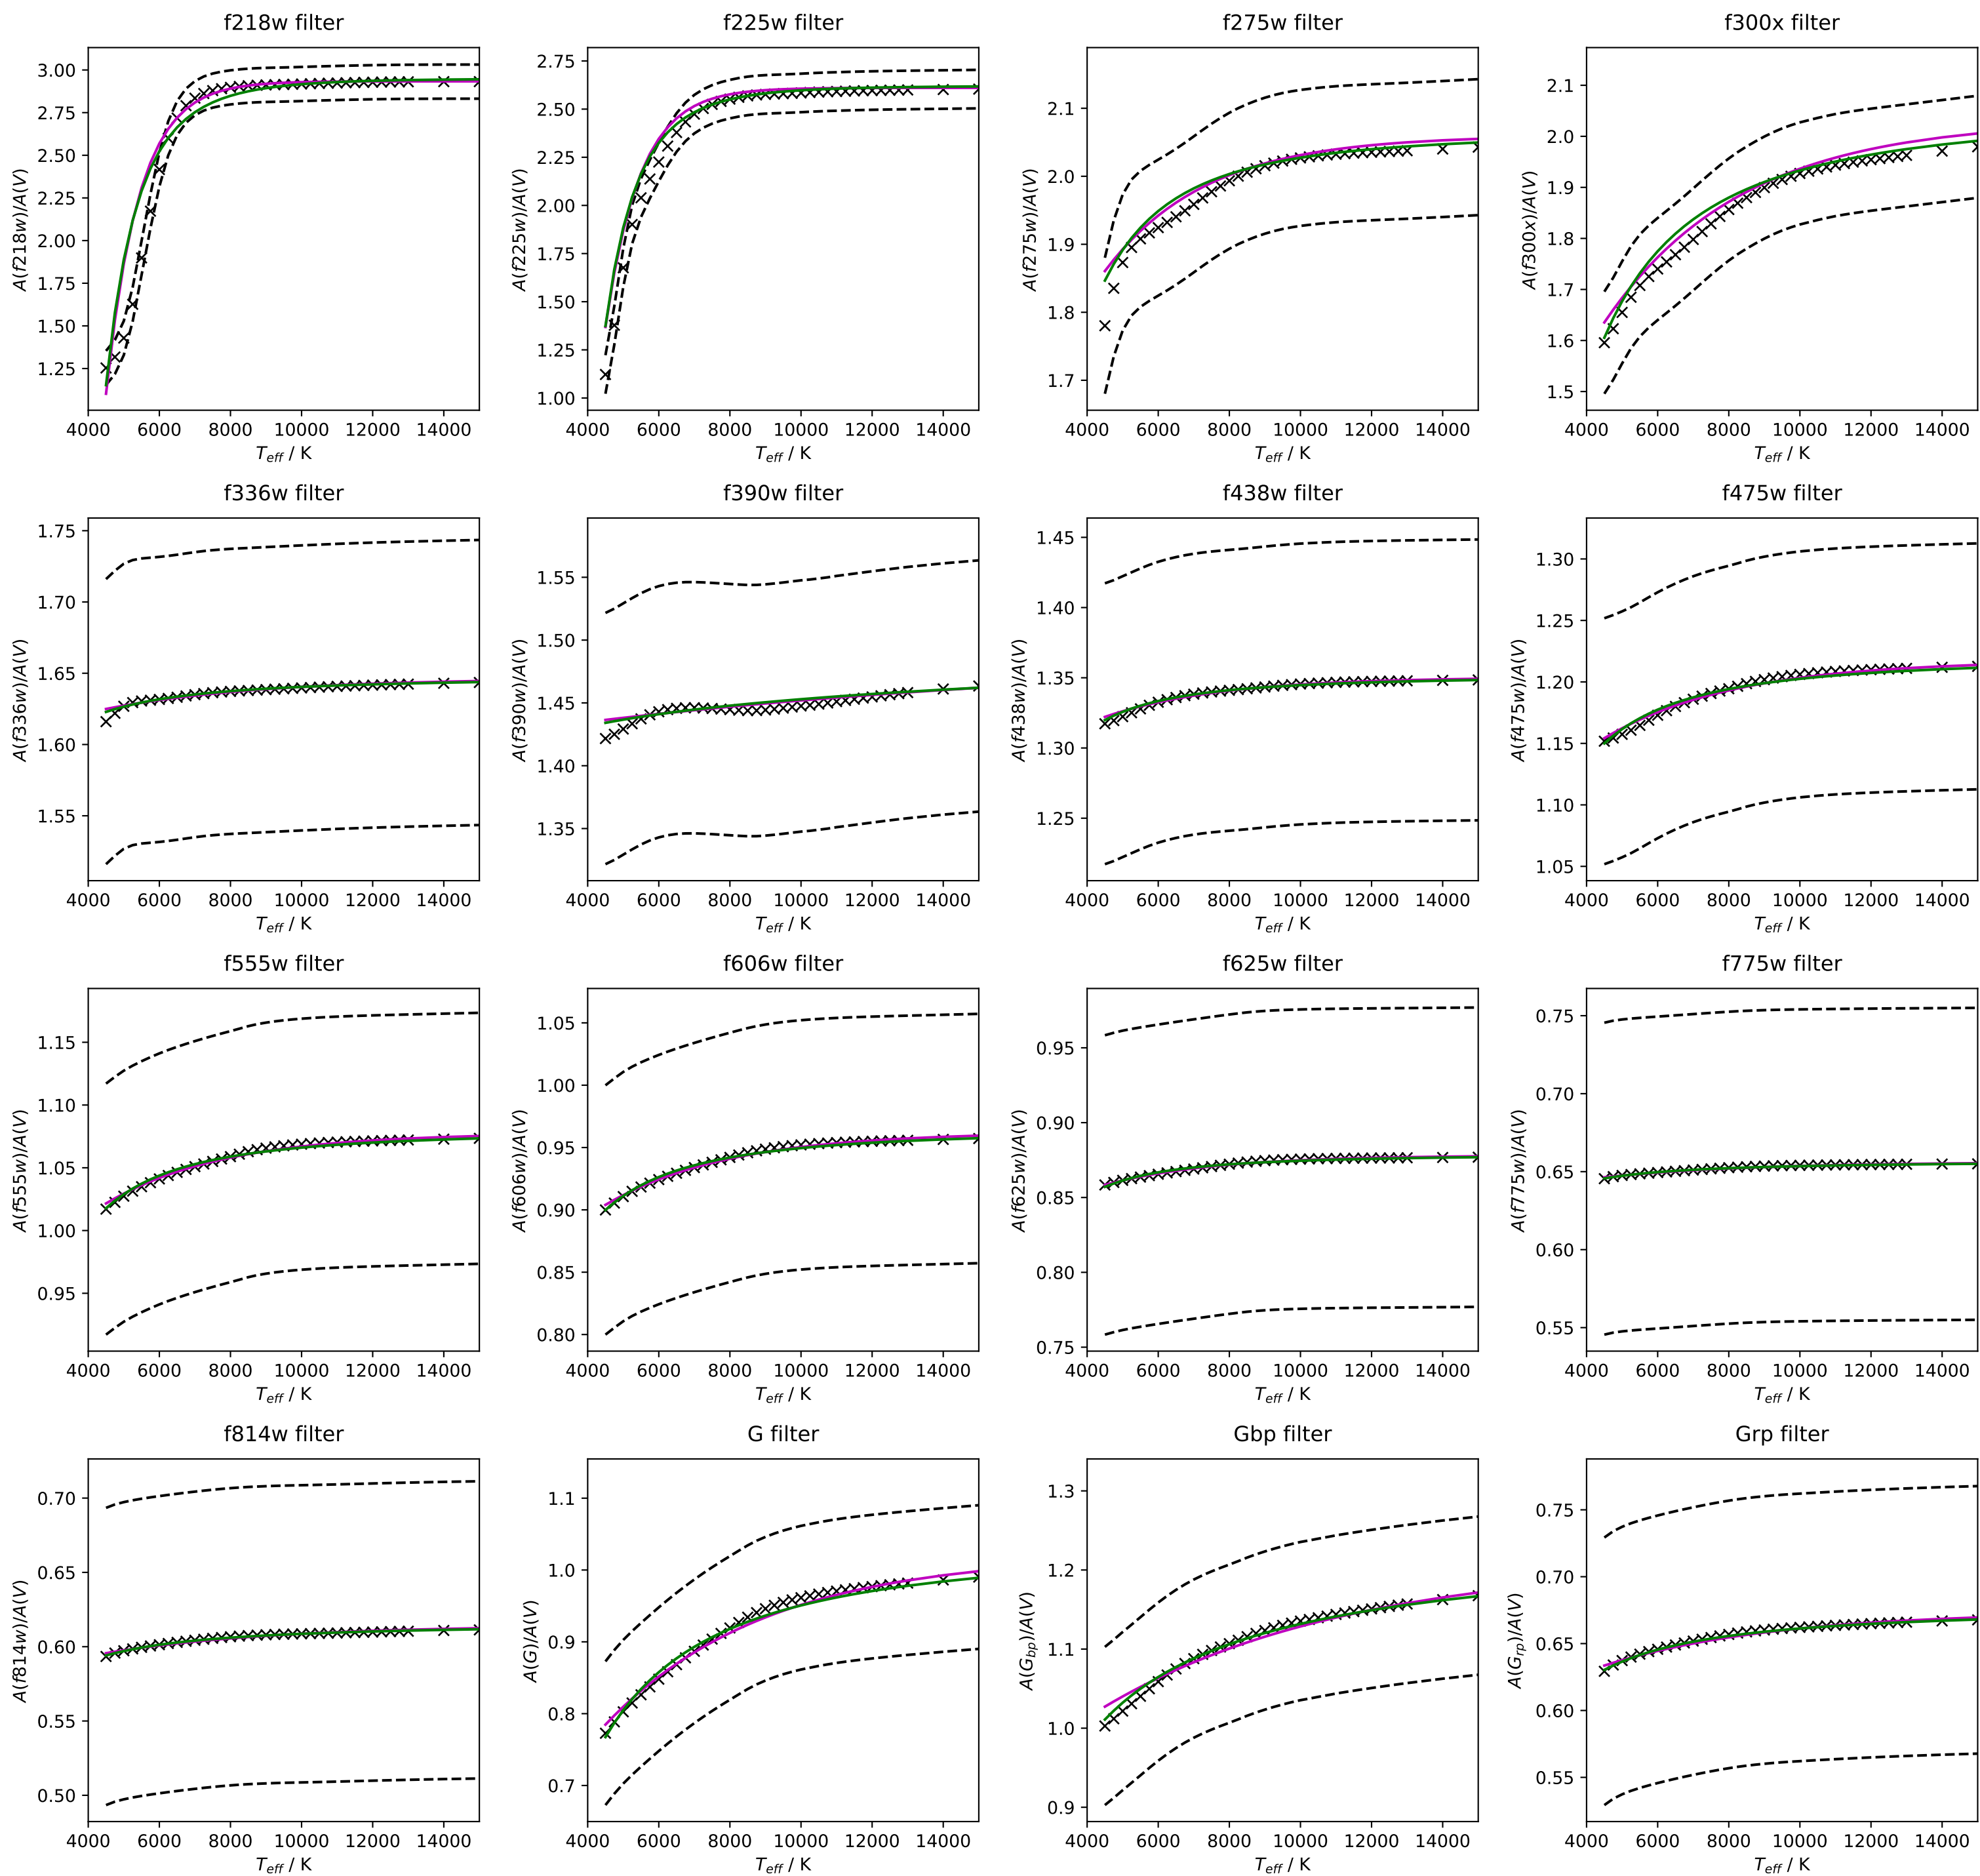 f218w filter
f225w filter
f275w filter
f300x filter
3.00
2.75
2.50
2.25
2.00
1.75
1.50
1.25
A(f218w)/A(V)
4000 6000 8000 10000 12000 14000
T_eff / K
2.75
2.50
2.25
2.00
1.75
1.50
1.25
1.00
A(f225w)/A(V)
4000 6000 8000 10000 12000 14000
T_eff / K
2.1
2.0
1.9
1.8
1.7
A(f275w)/A(V)
4000 6000 8000 10000 12000 14000
T_eff / K
2.1
2.0
1.9
1.8
1.7
1.6
1.5
A(f300x)/A(V)
4000 6000 8000 10000 12000 14000
T_eff / K
f336w filter
f390w filter
f438w filter
f475w filter
1.75
1.70
1.65
1.60
1.55
A(f336w)/A(V)
4000 6000 8000 10000 12000 14000
T_eff / K
1.55
1.50
1.45
1.40
1.35
A(f390w)/A(V)
4000 6000 8000 10000 12000 14000
T_eff / K
1.45
1.40
1.35
1.30
1.25
A(f438w)/A(V)
4000 6000 8000 10000 12000 14000
T_eff / K
1.30
1.25
1.20
1.15
1.10
1.05
A(f475w)/A(V)
4000 6000 8000 10000 12000 14000
T_eff / K
f555w filter
f606w filter
f625w filter
f775w filter
1.15
1.10
1.05
1.00
0.95
A(f555w)/A(V)
4000 6000 8000 10000 12000 14000
T_eff / K
1.05
1.00
0.95
0.90
0.85
0.80
A(f606w)/A(V)
4000 6000 8000 10000 12000 14000
T_eff / K
0.95
0.90
0.85
0.80
0.75
A(f625w)/A(V)
4000 6000 8000 10000 12000 14000
T_eff / K
0.75
0.70
0.65
0.60
0.55
A(f775w)/A(V)
4000 6000 8000 10000 12000 14000
T_eff / K
f814w filter
G filter
Gbp filter
Grp filter
0.70
0.65
0.60
0.55
0.50
A(f814w)/A(V)
4000 6000 8000 10000 12000 14000
T_eff / K
1.1
1.0
0.9
0.8
0.7
A(G)/A(V)
4000 6000 8000 10000 12000 14000
T_eff / K
1.3
1.2
1.1
1.0
0.9
A(G_bp)/A(V)
4000 6000 8000 10000 12000 14000
T_eff / K
0.75
0.70
0.65
0.60
0.55
A(G_rp)/A(V)
4000 6000 8000 10000 12000 14000
T_eff / K